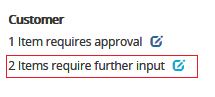 Customer
1 Item requires approval
2 Items require further input